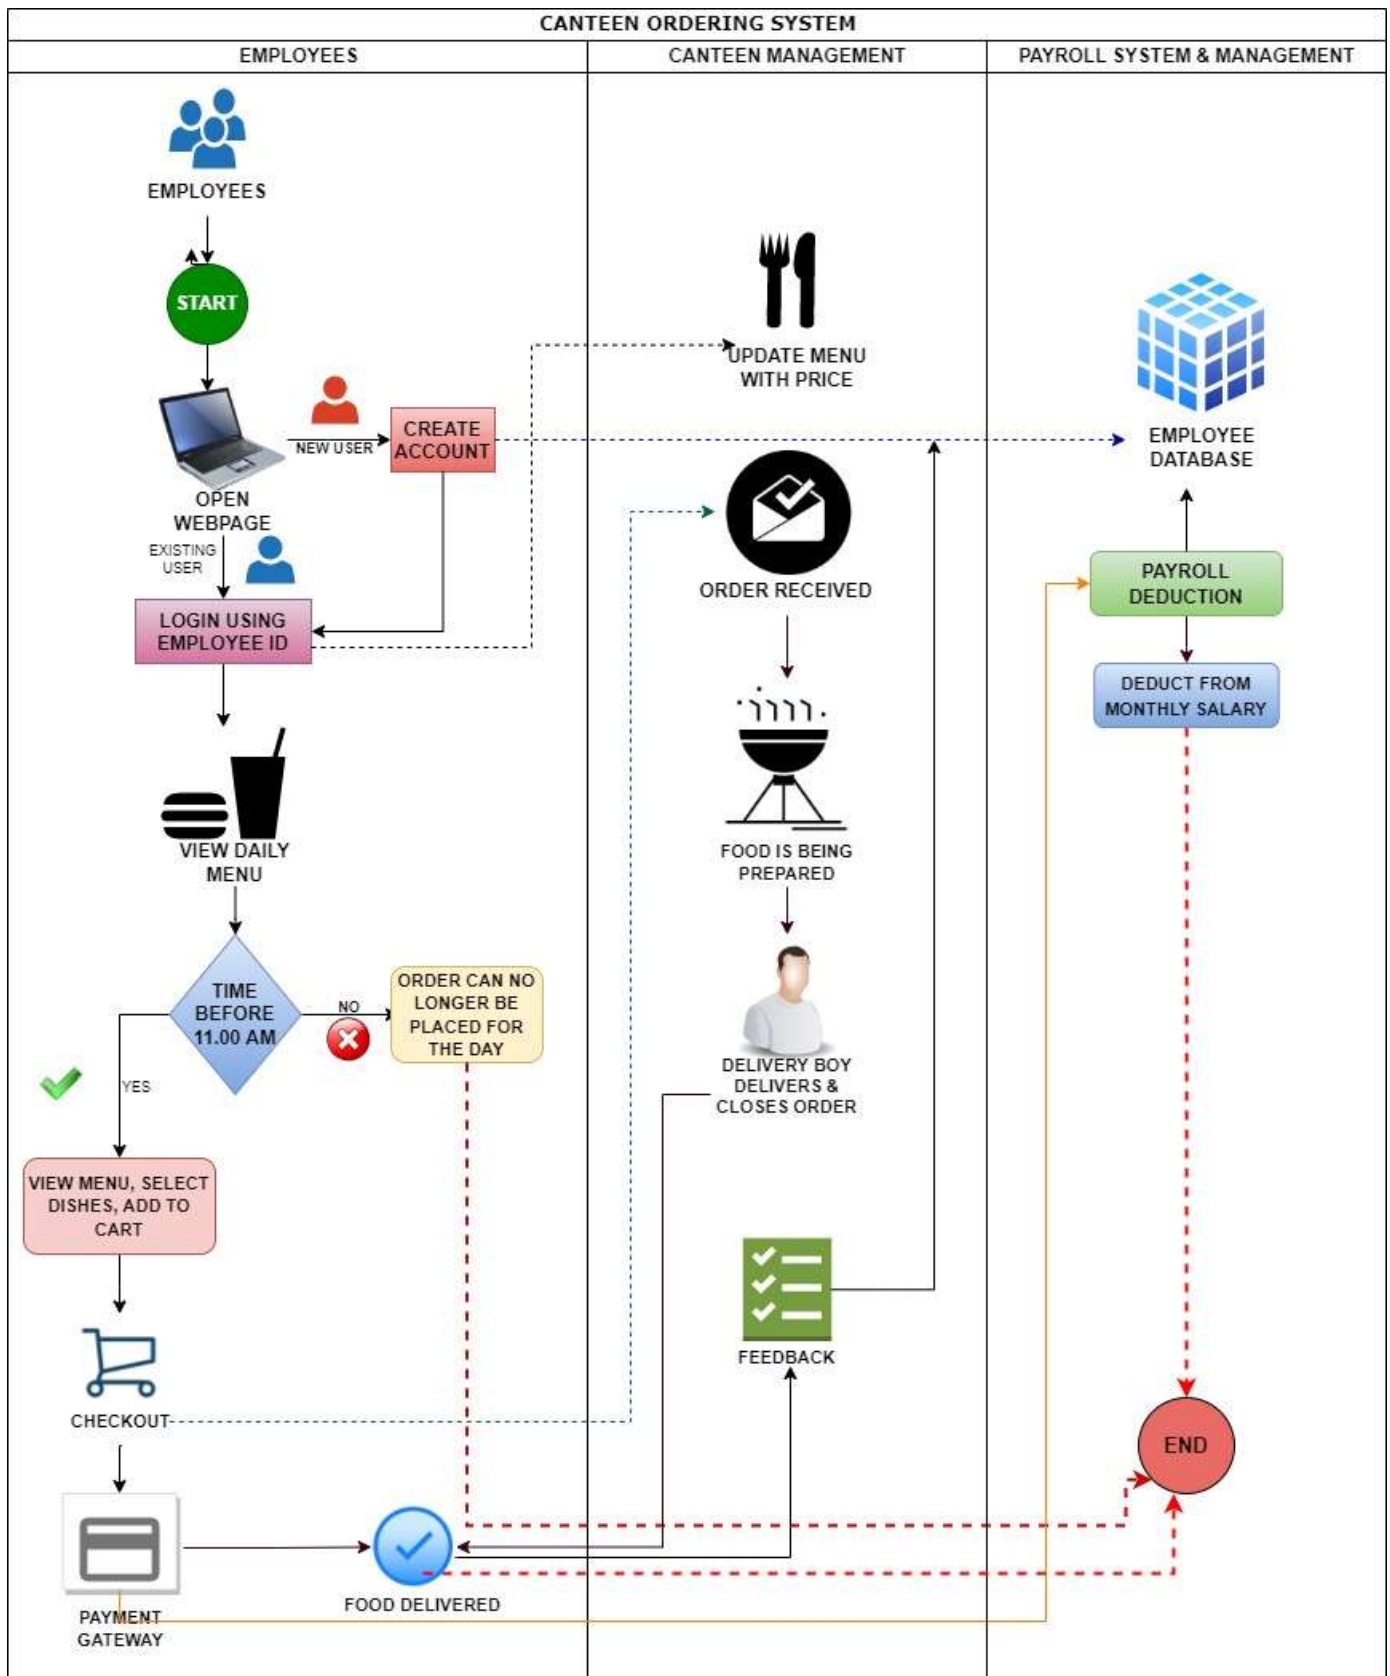 CANTEEN ORDERING SYSTEM
EMPLOYEES
CANTEEN MANAGEMENT
PAYROLL SYSTEM & MANAGEMENT
EMPLOYEES
START
NEW USER
CREATE
ACCOUNT
OPEN
WEBPAGE
EXISTING
USER
LOGIN USING
EMPLOYEE ID
VIEW DAILY
MENU
TIME
BEFORE
11.00 AM
NO
ORDER CAN NO
LONGER BE
PLACED FOR
THE DAY
YES
VIEW MENU, SELECT
DISHES, ADD TO
CART
CHECKOUT
PAYMENT
GATEWAY
FOOD DELIVERED
UPDATE MENU
WITH PRICE
ORDER RECEIVED
FOOD IS BEING
PREPARED
DELIVERY BOY
DELIVERS &
CLOSES ORDER
FEEDBACK
EMPLOYEE
DATABASE
PAYROLL
DEDUCTION
DEDUCT FROM
MONTHLY SALARY
END